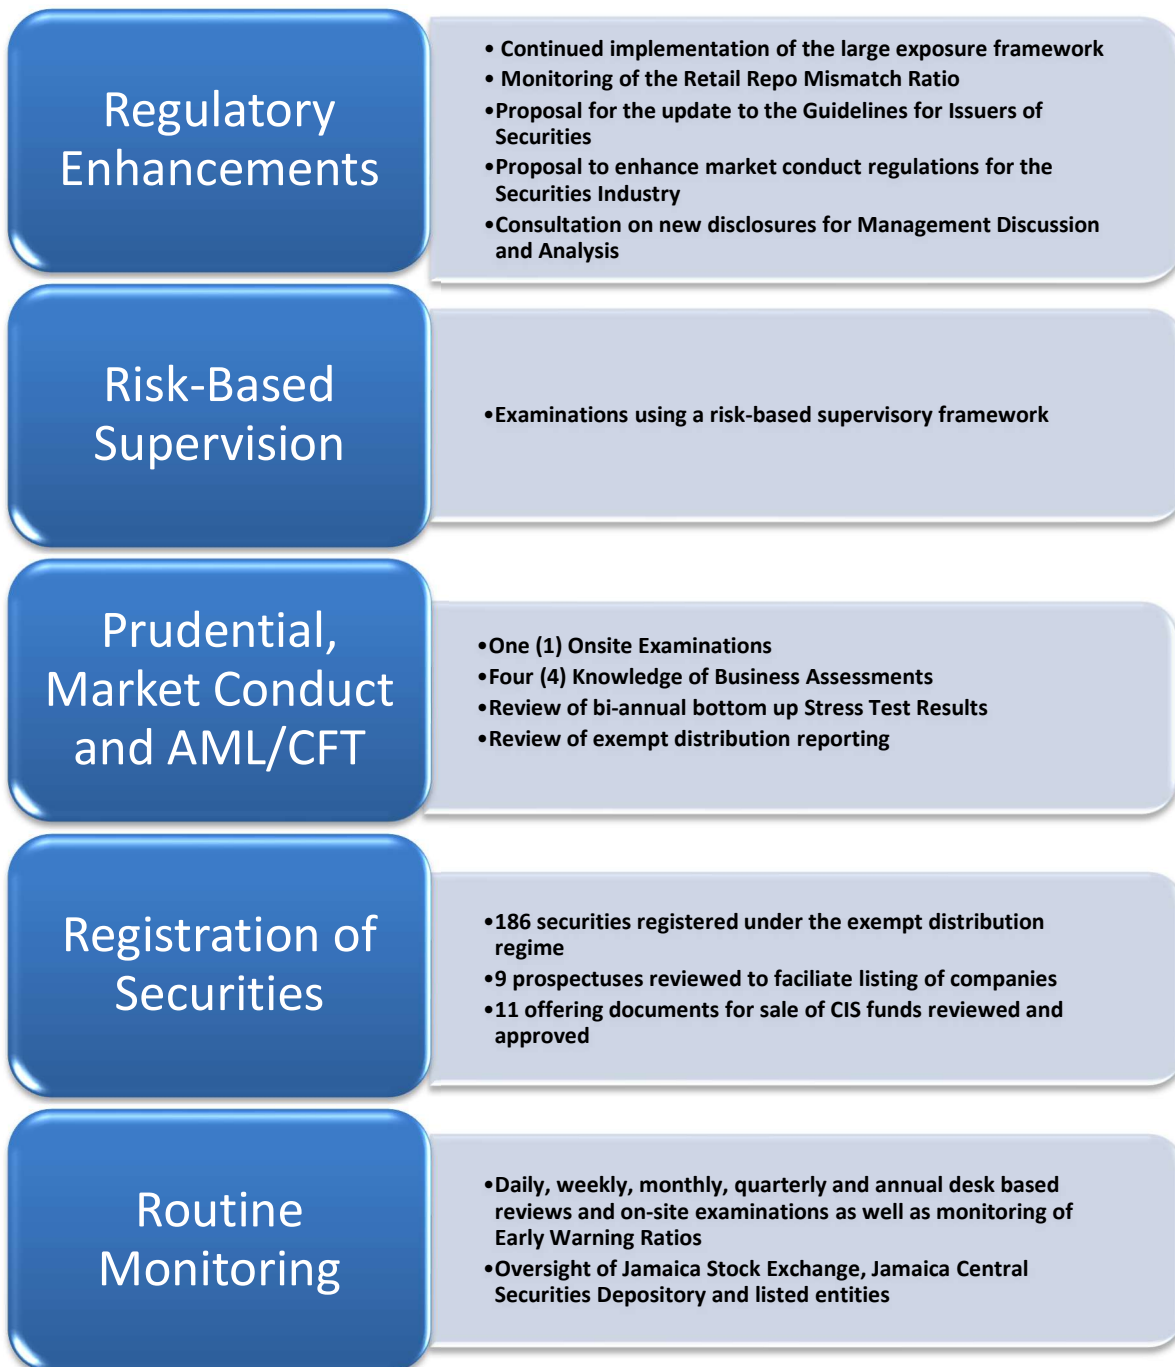 Regulatory
Enhancements
• Continued implementation of the large exposure framework
• Monitoring of the Retail Repo Mismatch Ratio
•Proposal for the update to the Guidelines for Issuers of
Securities
•Proposal to enhance market conduct regulations for the
Securities Industry
•Consultation on new disclosures for Management Discussion
and Analysis
Risk-Based
Supervision
•Examinations using a risk-based supervisory framework
Prudential,
Market Conduct
and AML/CFT
•One (1) Onsite Examinations
•Four (4) Knowledge of Business Assessments
•Review of bi-annual bottom up Stress Test Results
•Review of exempt distribution reporting
Registration of
Securities
•186 securities registered under the exempt distribution
regime
•9 prospectuses reviewed to faciliate listing of companies
•11 offering documents for sale of CIS funds reviewed and
approved
Routine
Monitoring
•Daily, weekly, monthly, quarterly and annual desk based
reviews and on-site examinations as well as monitoring of
Early Warning Ratios
•Oversight of Jamaica Stock Exchange, Jamaica Central
Securities Depository and listed entities